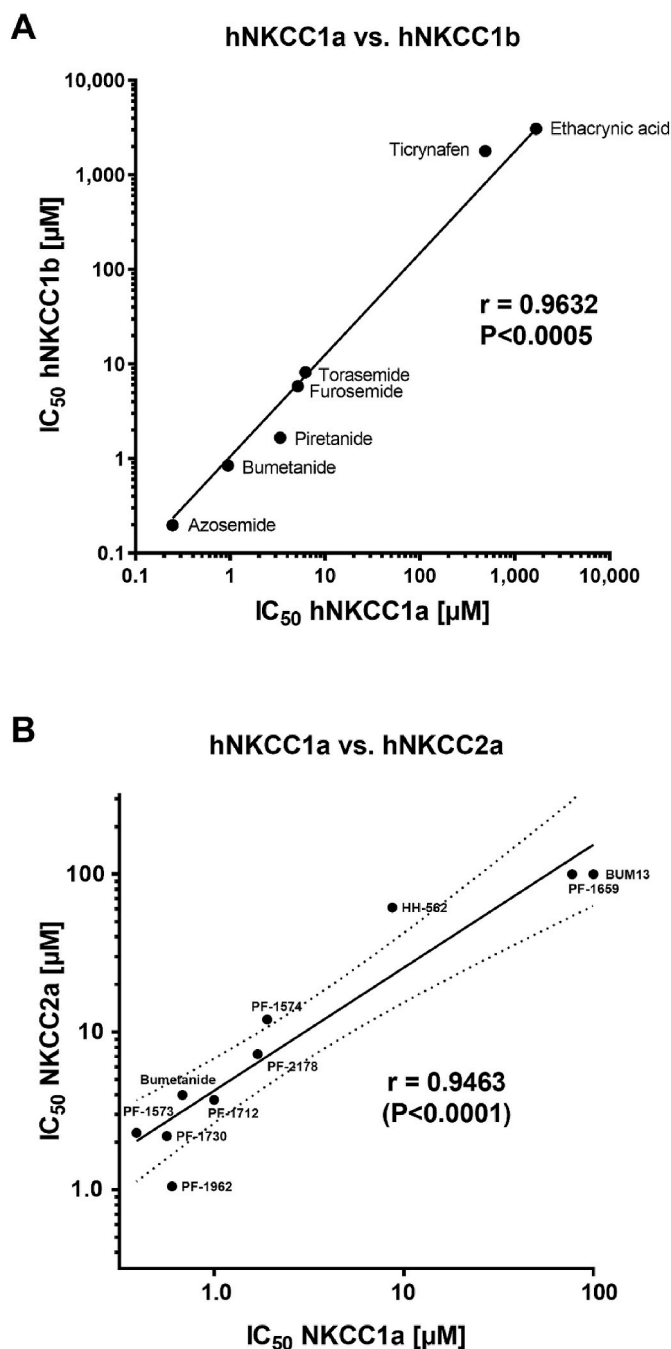 A
hNKCC1a vs. hNKCC1b
10,000
1,000
100
10
1
0.1
IC50 hNKCC1b [µM]
Ticrynafen
Ethacrynic acid
r = 0.9632
P<0.0005
Torasemide
Furosemide
Piretanide
Bumetanide
Azosemide
0.1 1 10 100 1,000 10,000
IC50 hNKCC1a [µM]
B
hNKCC1a vs. hNKCC2a
100
10
1.0
IC50 NKCC2a [µM]
BUM13
PF-1659
HH-562
PF-1574
PF-2178
Bumetanide
PF-1573
PF-1712
PF-1730
PF-1962
r = 0.9463
(P<0.0001)
1.0 10 100
IC50 NKCC1a [µM]